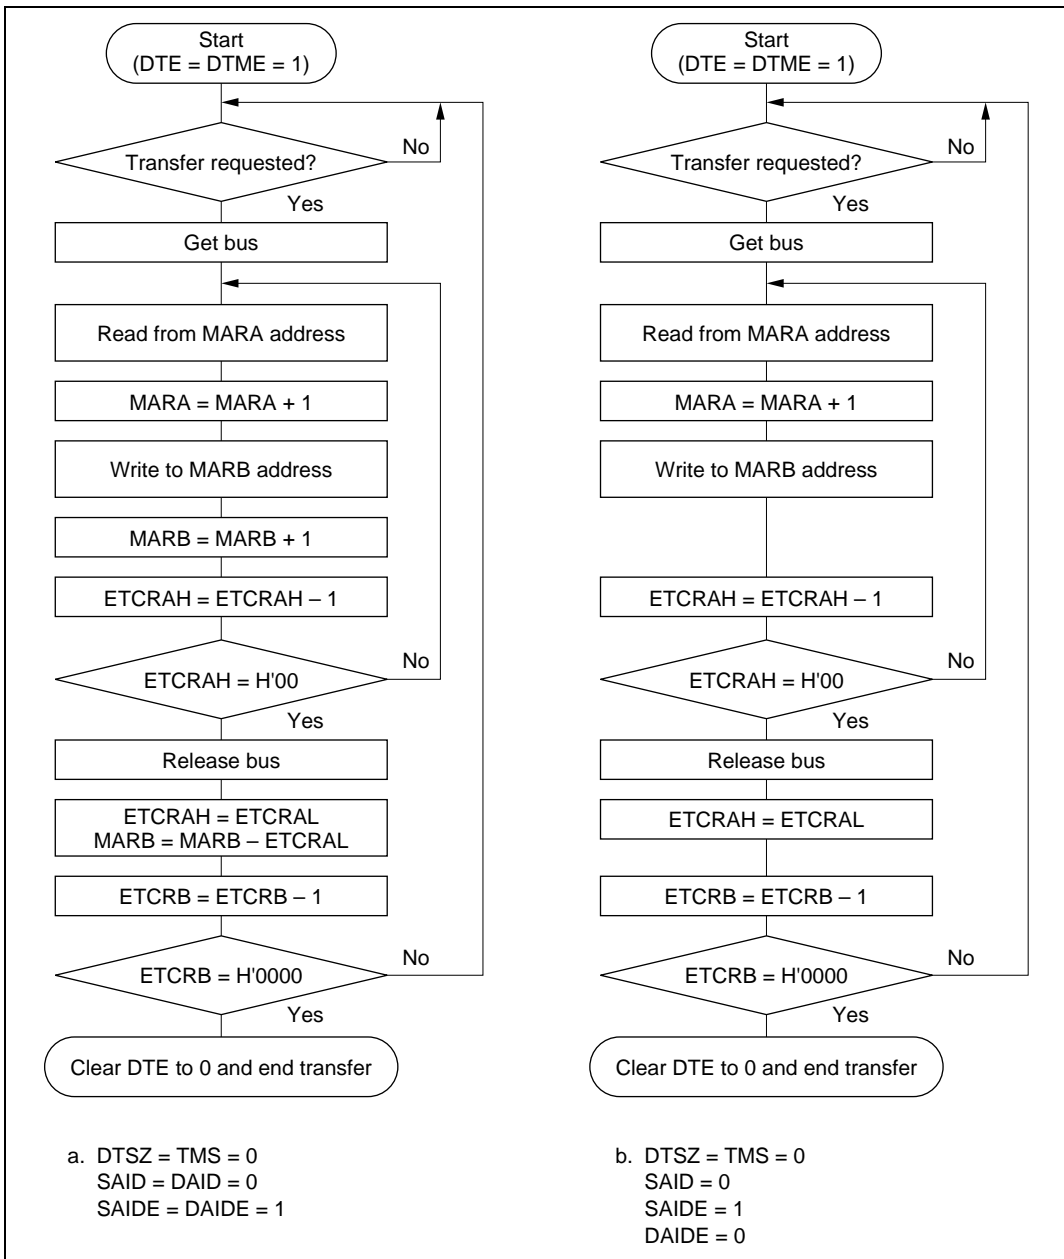 Start
(DTE = DTME = 1)
Transfer requested?
No
Yes
Get bus
Read from MARA address
MARA = MARA + 1
Write to MARB address
MARB = MARB + 1
ETCRAH = ETCRAH – 1
ETCRAH = H'00
No
Yes
Release bus
ETCRAH = ETCRAL
MARB = MARB – ETCRAL
ETCRB = ETCRB – 1
ETCRB = H'0000
No
Yes
Clear DTE to 0 and end transfer
a. DTSZ = TMS = 0
SAID = DAID = 0
SAIDE = DAIDE = 1
Start
(DTE = DTME = 1)
Transfer requested?
No
Yes
Get bus
Read from MARA address
MARA = MARA + 1
Write to MARB address
ETCRAH = ETCRAH – 1
ETCRAH = H'00
No
Yes
Release bus
ETCRAH = ETCRAL
ETCRB = ETCRB – 1
ETCRB = H'0000
No
Yes
Clear DTE to 0 and end transfer
b. DTSZ = TMS = 0
SAID = 0
SAIDE = 1
DAIDE = 0